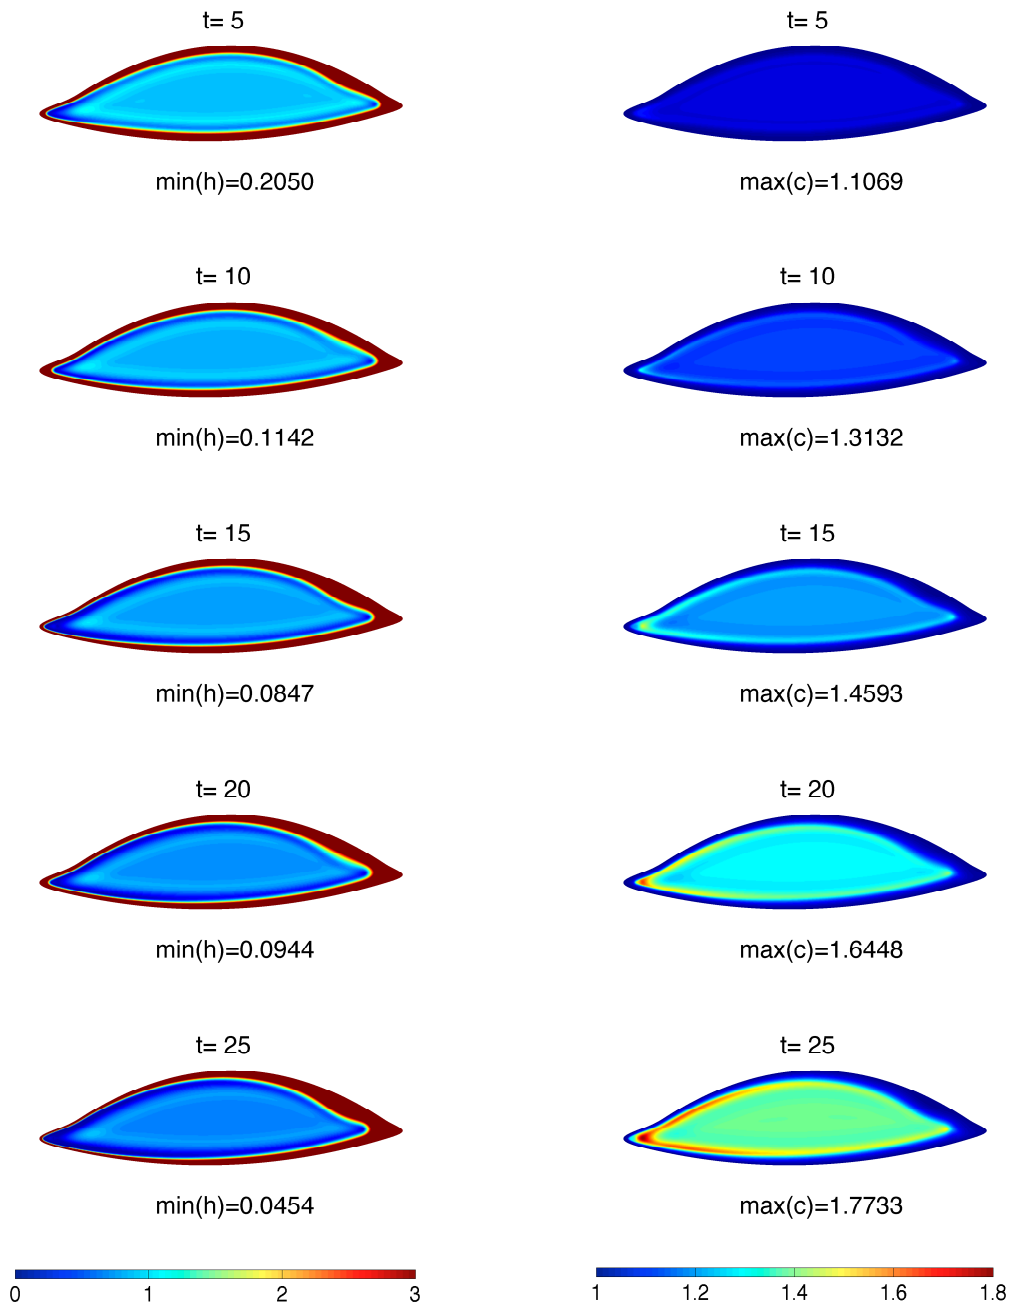 t= 5 t= 5
min(h)=0.2050 max(c)=1.1069
t= 10 t= 10
min(h)=0.1142 max(c)=1.3132
t= 15 t= 15
min(h)=0.0847 max(c)=1.4593
t= 20 t= 20
min(h)=0.0944 max(c)=1.6448
t= 25 t= 25
min(h)=0.0454 max(c)=1.7733
0 1 2 3 1 1.2 1.4 1.6 1.8